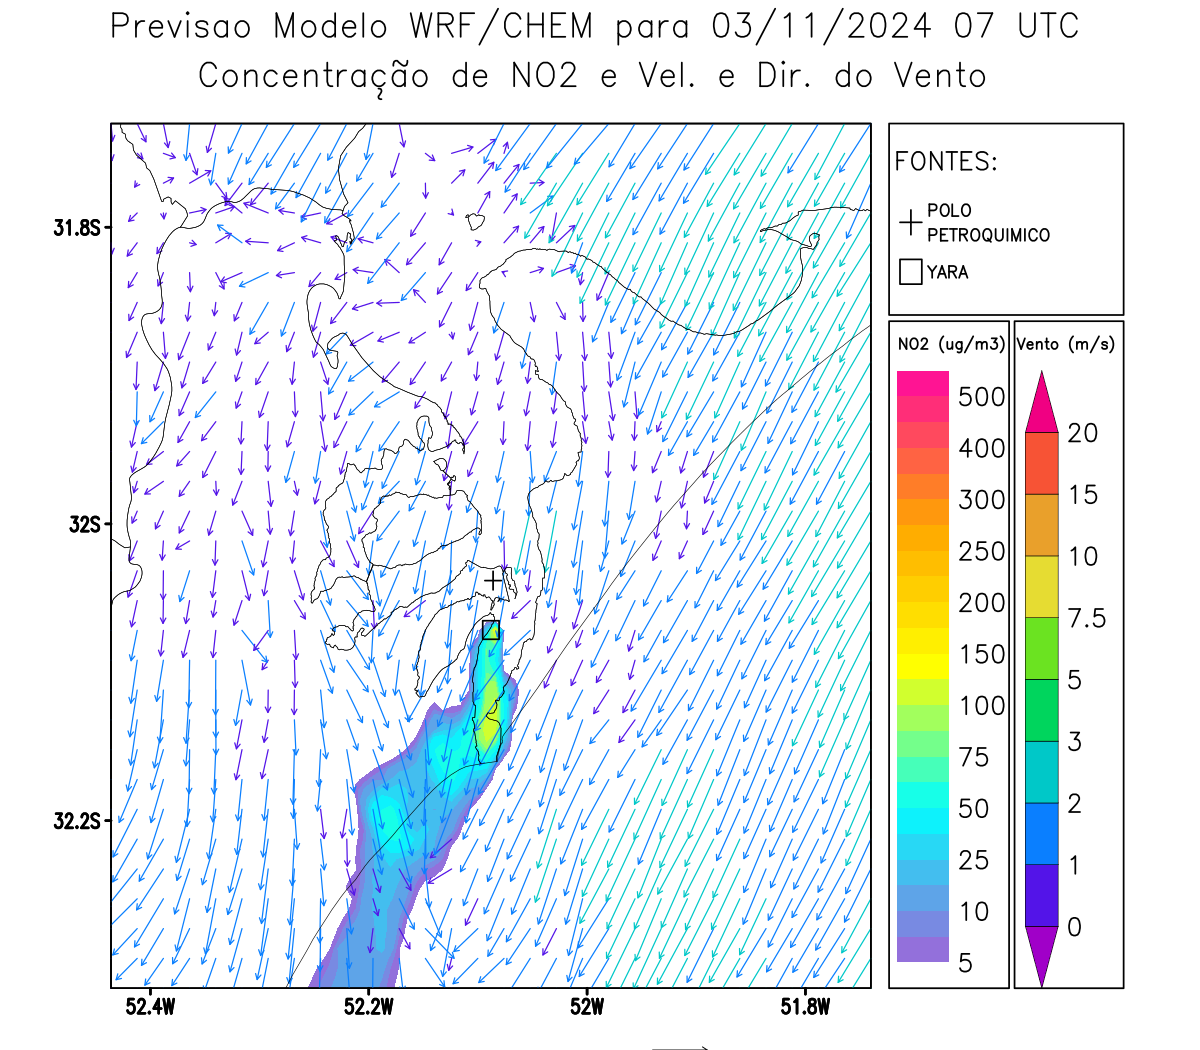 Previsao Modelo WRF/CHEM para 03/11/2024 07 UTC
Concentração de NO2 e Vel. e Dir. do Vento
FONTES:
POLO
PETROQUIMICO
YARA
NO2 (ug/m3)
500
400
300
250
200
150
100
75
50
25
10
5
Vento (m/s)
20
15
10
7.5
5
3
2
1
0
31.8S
32S
32.2S
52.4W
52.2W
52W
51.8W